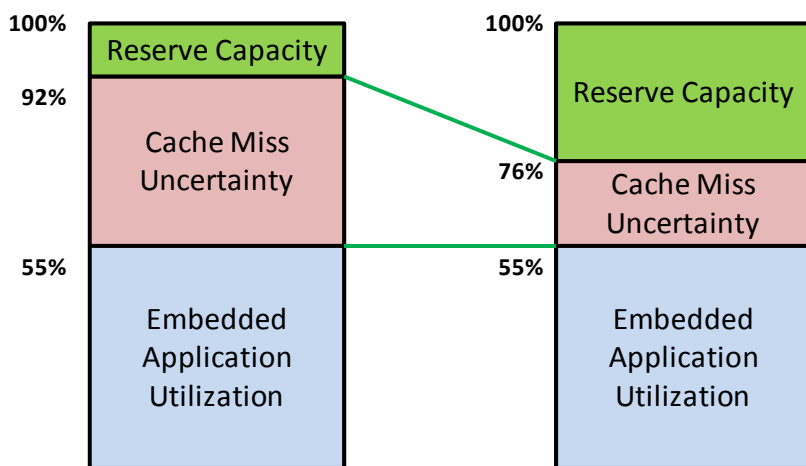 100%
Reserve Capacity
92%
Cache Miss
Uncertainty
55%
Embedded
Application
Utilization
100%
Reserve Capacity
76%
Cache Miss
Uncertainty
55%
Embedded
Application
Utilization